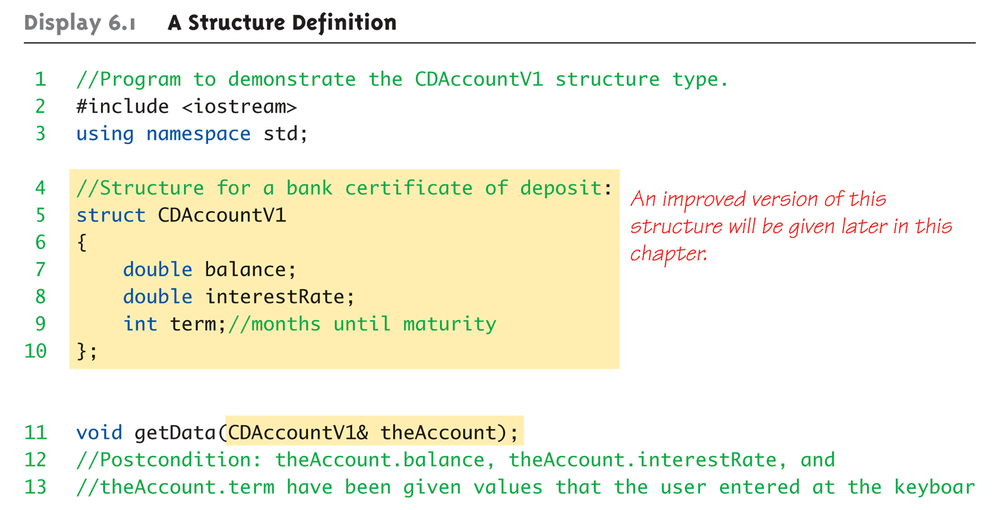 Display 6.1 A Structure Definition
1 //Program to demonstrate the CDAccountV1 structure type.
2 #include <iostream>
3 using namespace std;
4 //Structure for a bank certificate of deposit:
5 struct CDAccountV1
6 {
7 double balance;
8 double interestRate;
9 int term;//months until maturity
10 };
An improved version of this
structure will be given later in this
chapter.
11 void getData(CDAccountV1& theAccount);
12 //Postcondition: theAccount.balance, theAccount.interestRate, and
13 //theAccount.term have been given values that the user entered at the keyboar